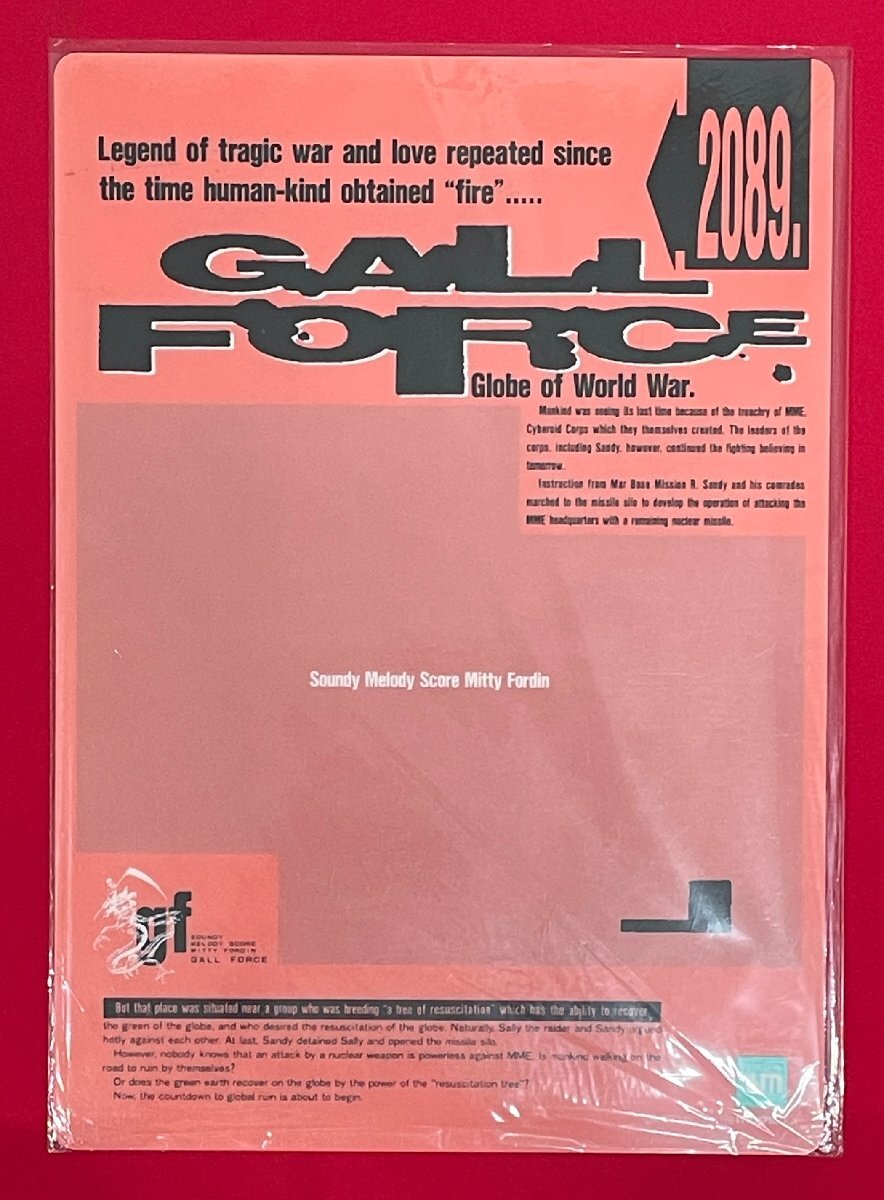 Legend of tragic war and love repeated since
the time human-kind obtained "fire".....
2089.
GALL
FORCE
Globe of World War.
Mankind was seeing its last time because of the treachry of MME,
Cyberoid Corps which they themselves created. The leaders of the
corps, including Sandy, however, continued the fighting believing in
tomorrow.
Instruction from Mar Base Mission R. Sandy and his comrades
marched to the missile silo to develop the operation of attacking the
MME headquarters with a remaining nuclear missile.
Soundy Melody Score Mitty Fordin
gf
SOUNDY
MELODY SCORE
MITTY FORDIN
GALL FORCE
But that place was situated near a group who was breeding "a tree of resuscitation" which has the ability to recover
the green of the globe, and who desired the resuscitation of the globe. Naturally, Sally the raider and Sandy argued
hotly against each other. At last, Sandy detained Sally and opened the missile silo.
However, nobody knows that an attack by a nuclear weapon is powerless against MME. Is mankind walking on the
road to ruin by themselves?
Or does the green earth recover on the globe by the power of the "resuscitation tree"?
Now, the countdown to global ruin is about to begin.